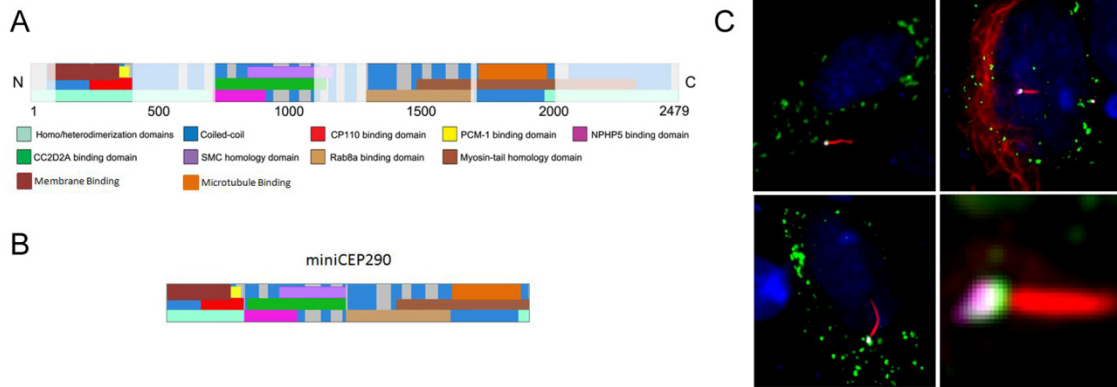 A
C
N
C
1
500
1000
1500
2000
2479
Homo/heterodimerization domains
Coiled-coil
CP110 binding domain
PCM-1 binding domain
NPHP5 binding domain
CC2D2A binding domain
SMC homology domain
Rab8a binding domain
Myosin-tail homology domain
Membrane Binding
Microtubule Binding
B
miniCEP290